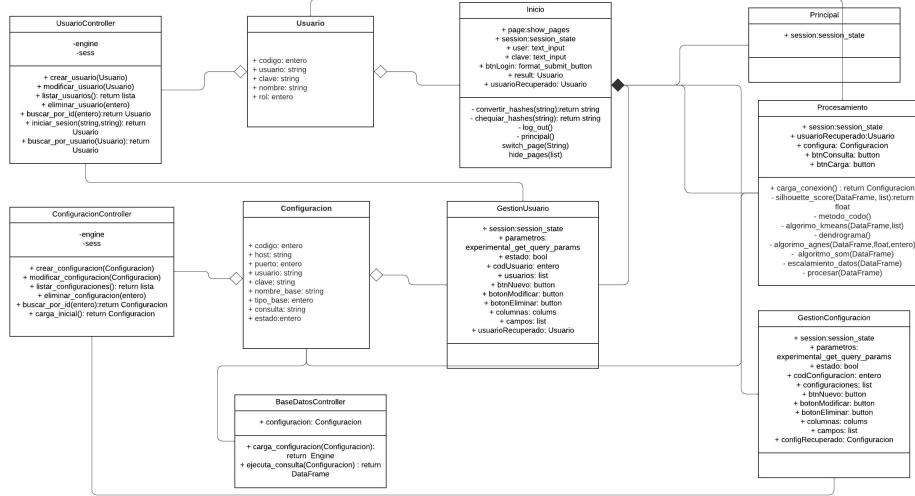 UsuarioController
-engine
-sess
+ crear_usuario(Usuario)
+ modificar_usuario(Usuario)
+ listar_usuarios(): return lista
+ eliminar_usuario(entero)
+ buscar_por_id(entero):return Usuario
+ iniciar_sesion(string,string): return
Usuario
+ buscar_por_usuario(Usuario): return
Usuario
Usuario
+ codigo: entero
+ usuario: string
+ clave: string
+ nombre: string
+ rol: entero
Inicio
+ page:show_pages
+ session:session_state
+ user: text_input
+ clave: text_input
+ btnLogin: format_submit_button
+ result: Usuario
+ usuarioRecuperado: Usuario
- convertir_hashes(string):return string
- chequiar_hashes(string): return string
- log_out()
- principal()
switch_page(String)
hide_pages(list)
Principal
+ session:session_state
Procesamiento
+ session:session_state
+ usuarioRecuperado:Usuario
+ configura: Configuracion
+ btnConsulta: button
+ btnCarga: button
+ carga_conexion() : return Configuracion
- silhouette_score(DataFrame, list):return
float
- metodo_codo()
- algorimo_kmeans(DataFrame,list)
- dendrograma()
- algorimo_agnes(DataFrame,float,entero)
- algoritmo_som(DataFrame)
- escalamiento_datos(DataFrame)
- procesar(DataFrame)
ConfiguracionController
-engine
-sess
+ crear_configuracion(Configuracion)
+ modificar_configuracion(Configuracion)
+ listar_configuraciones(): return lista
+ eliminar_configuracion(entero)
+ buscar_por_id(entero):return Configuracion
+ carga_inicial(): return Configuracion
Configuracion
+ codigo: entero
+ host: string
+ puerto: entero
+ usuario: string
+ clave: string
+ nombre_base: string
+ tipo_base: entero
+ consulta: string
+ estado:entero
GestionUsuario
+ session:session_state
+ parametros:
experimental_get_query_params
+ estado: bool
+ codUsuario: entero
+ usuarios: list
+ btnNuevo: button
+ botonModificar: button
+ botonEliminar: button
+ columnas: colums
+ campos: list
+ usuarioRecuperado: Usuario
GestionConfiguracion
+ session:session_state
+ parametros:
experimental_get_query_params
+ estado: bool
+ codConfiguracion: entero
+ configuraciones: list
+ btnNuevo: button
+ botonModificar: button
+ botonEliminar: button
+ columnas: colums
+ campos: list
+ configRecuperado: Configuracion
BaseDatosController
+ configuracion: Configuracion
+ carga_configuracion(Configuracion):
return Engine
+ ejecuta_consulta(Configuracion) : return
DataFrame